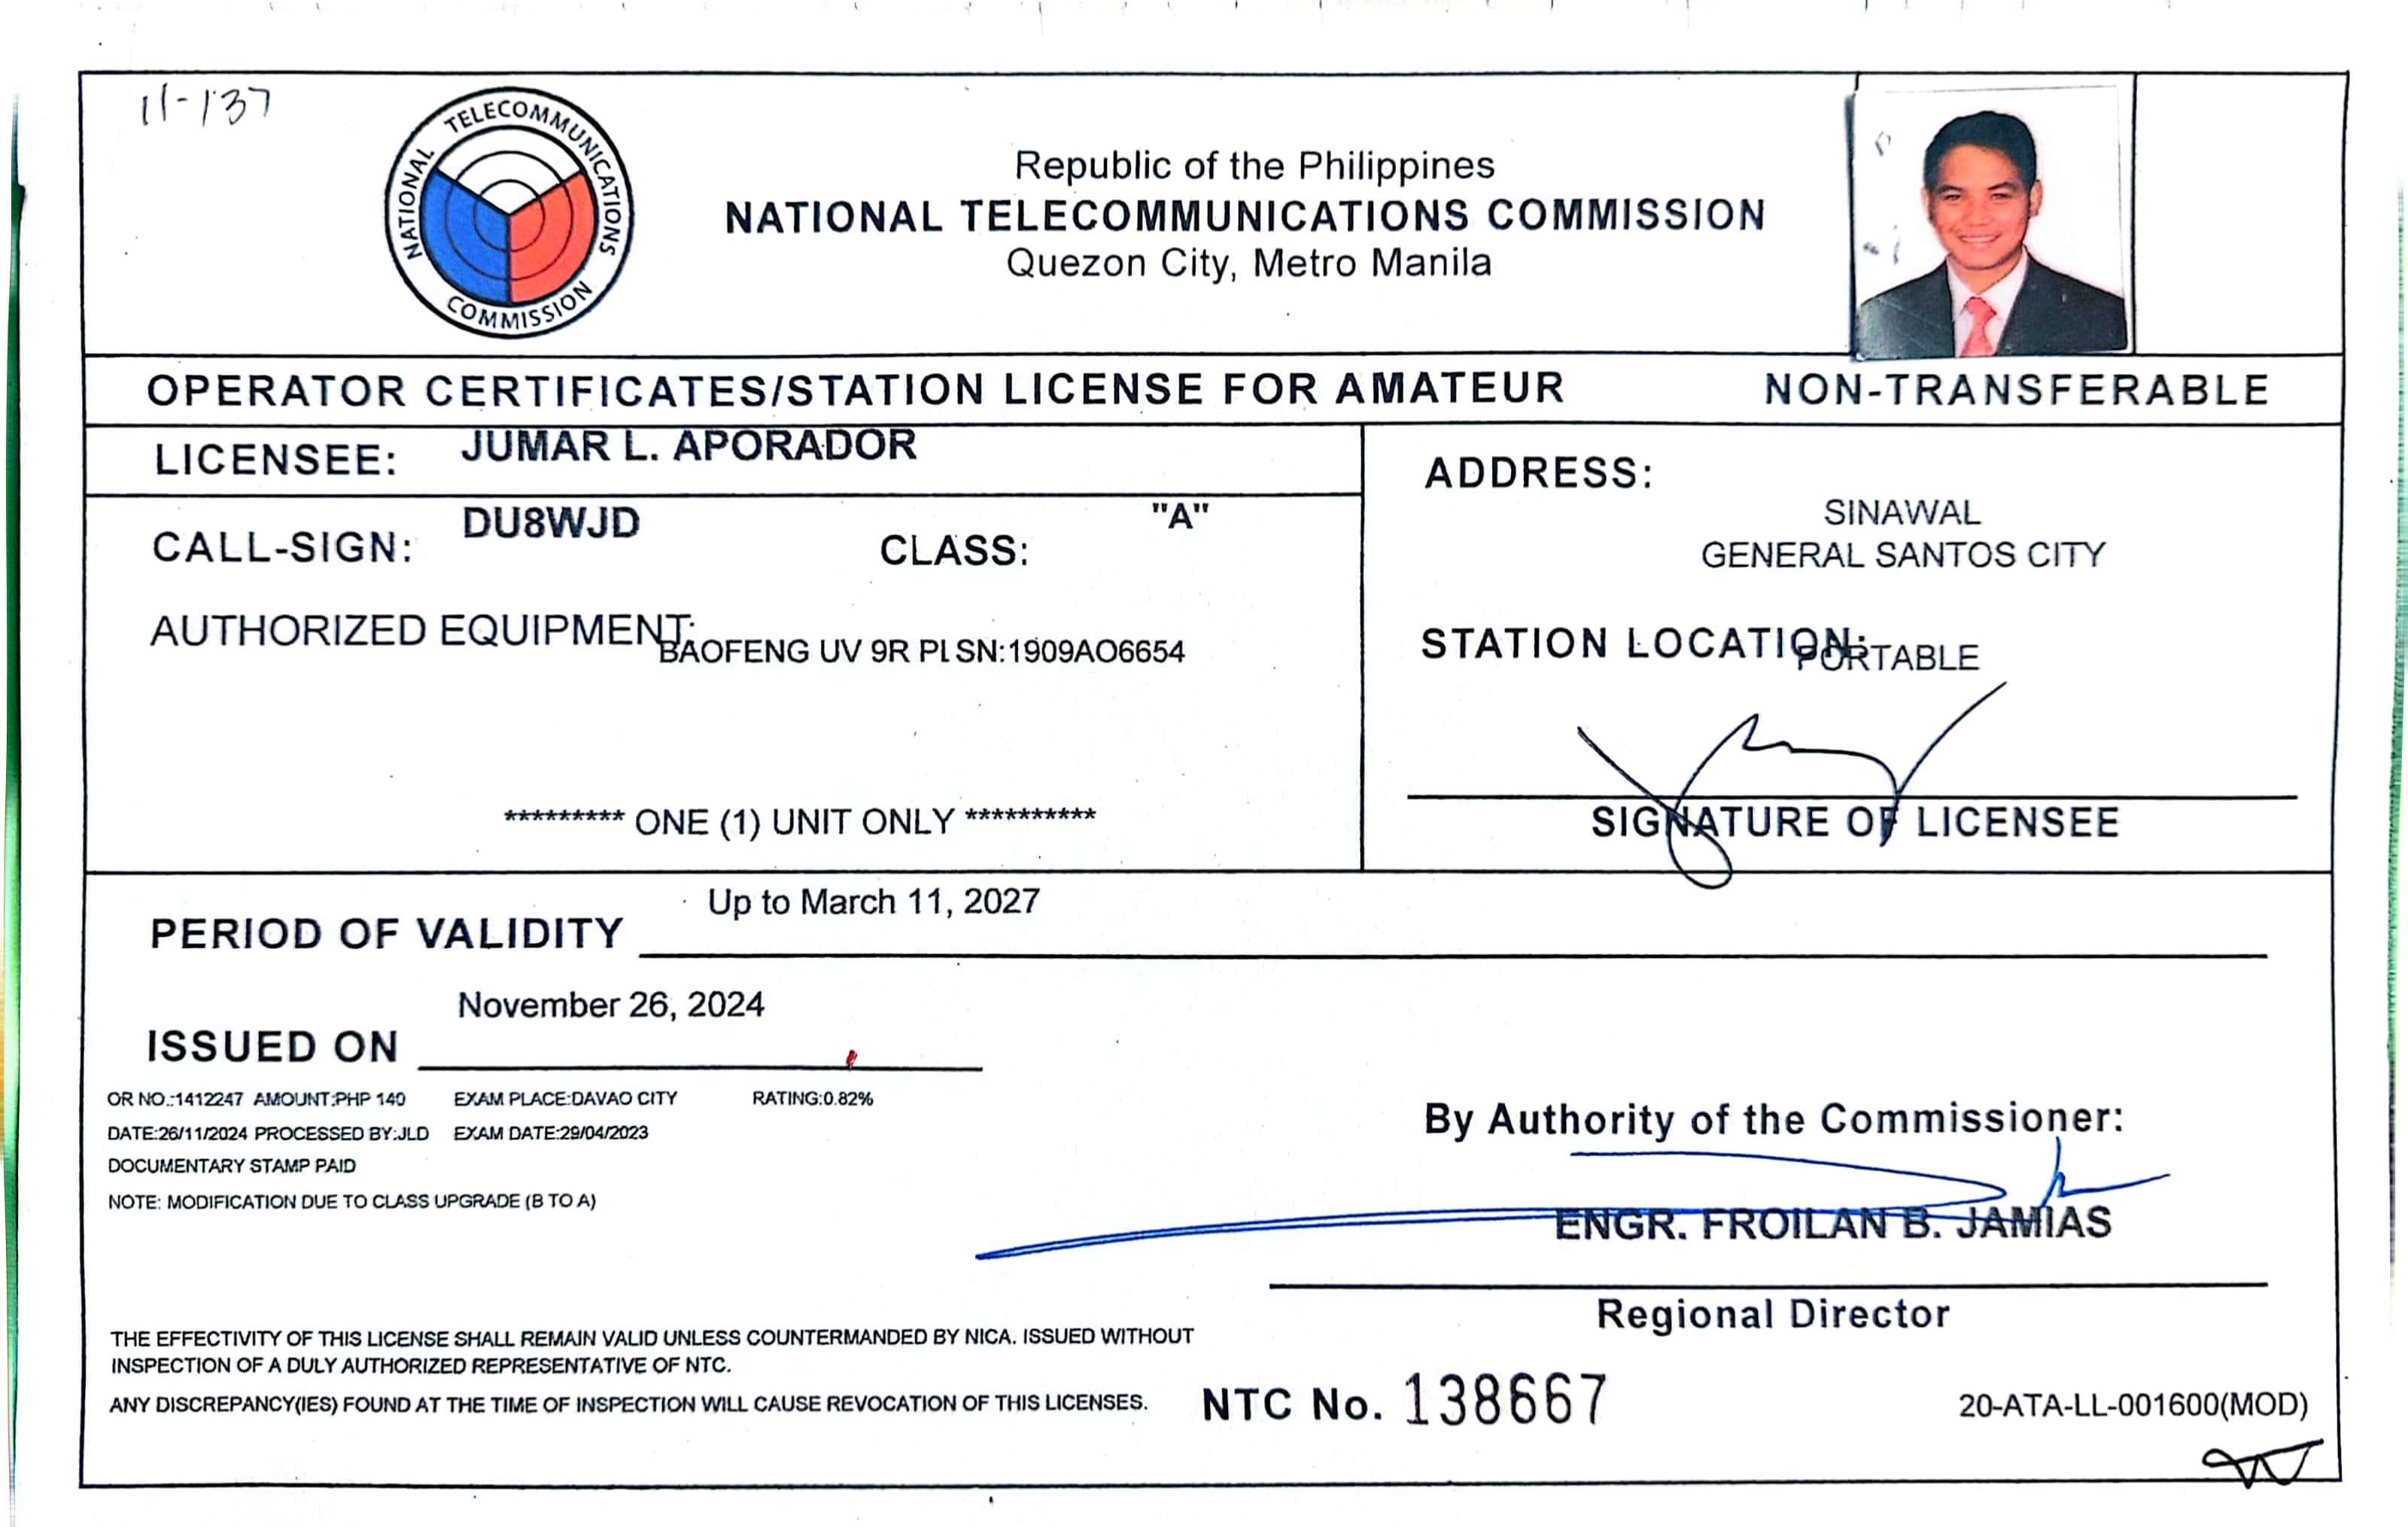 11-137
NATIONAL TELECOMMUNICATIONS COMMISSION
Republic of the Philippines
NATIONAL TELECOMMUNICATIONS COMMISSION
Quezon City, Metro Manila
OPERATOR CERTIFICATES/STATION LICENSE FOR AMATEUR NON-TRANSFERABLE
LICENSEE: JUMAR L. APORADOR
CALL-SIGN: DU8WJD CLASS: "A"
AUTHORIZED EQUIPMENT: BAOFENG UV 9R PLSN:1909AO6654
********* ONE (1) UNIT ONLY **********
ADDRESS:
SINAWAL
GENERAL SANTOS CITY
STATION LOCATION: PORTABLE
SIGNATURE OF LICENSEE
PERIOD OF VALIDITY Up to March 11, 2027
ISSUED ON November 26, 2024
OR NO.:1412247 AMOUNT:PHP 140 EXAM PLACE:DAVAO CITY RATING:0.82%
DATE:26/11/2024 PROCESSED BY:JLD EXAM DATE:29/04/2023
DOCUMENTARY STAMP PAID
NOTE: MODIFICATION DUE TO CLASS UPGRADE (B TO A)
By Authority of the Commissioner:
ENGR. FROILAN B. JAMIAS
Regional Director
THE EFFECTIVITY OF THIS LICENSE SHALL REMAIN VALID UNLESS COUNTERMANDED BY NICA. ISSUED WITHOUT
INSPECTION OF A DULY AUTHORIZED REPRESENTATIVE OF NTC.
ANY DISCREPANCY(IES) FOUND AT THE TIME OF INSPECTION WILL CAUSE REVOCATION OF THIS LICENSES.
NTC No. 138667
20-ATA-LL-001600(MOD)